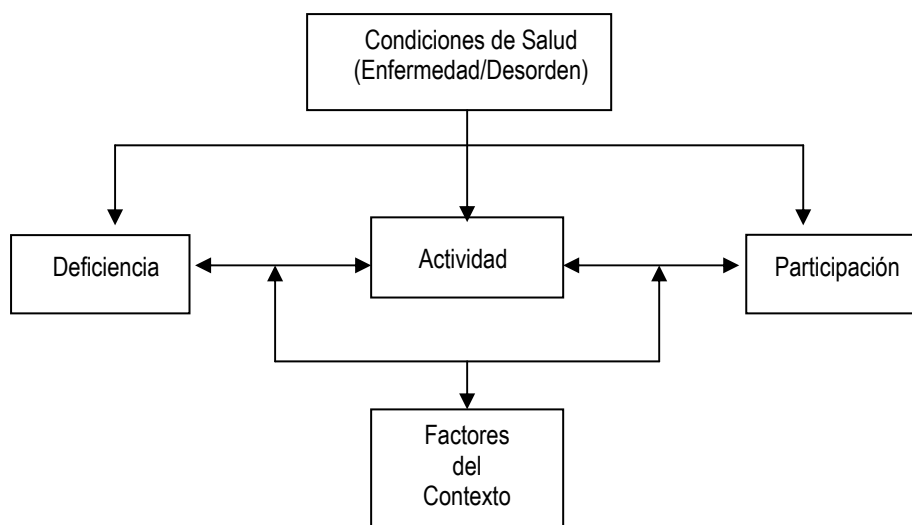 Condiciones de Salud
(Enfermedad/Desorden)
Deficiencia
Actividad
Participación
Factores
del
Contexto